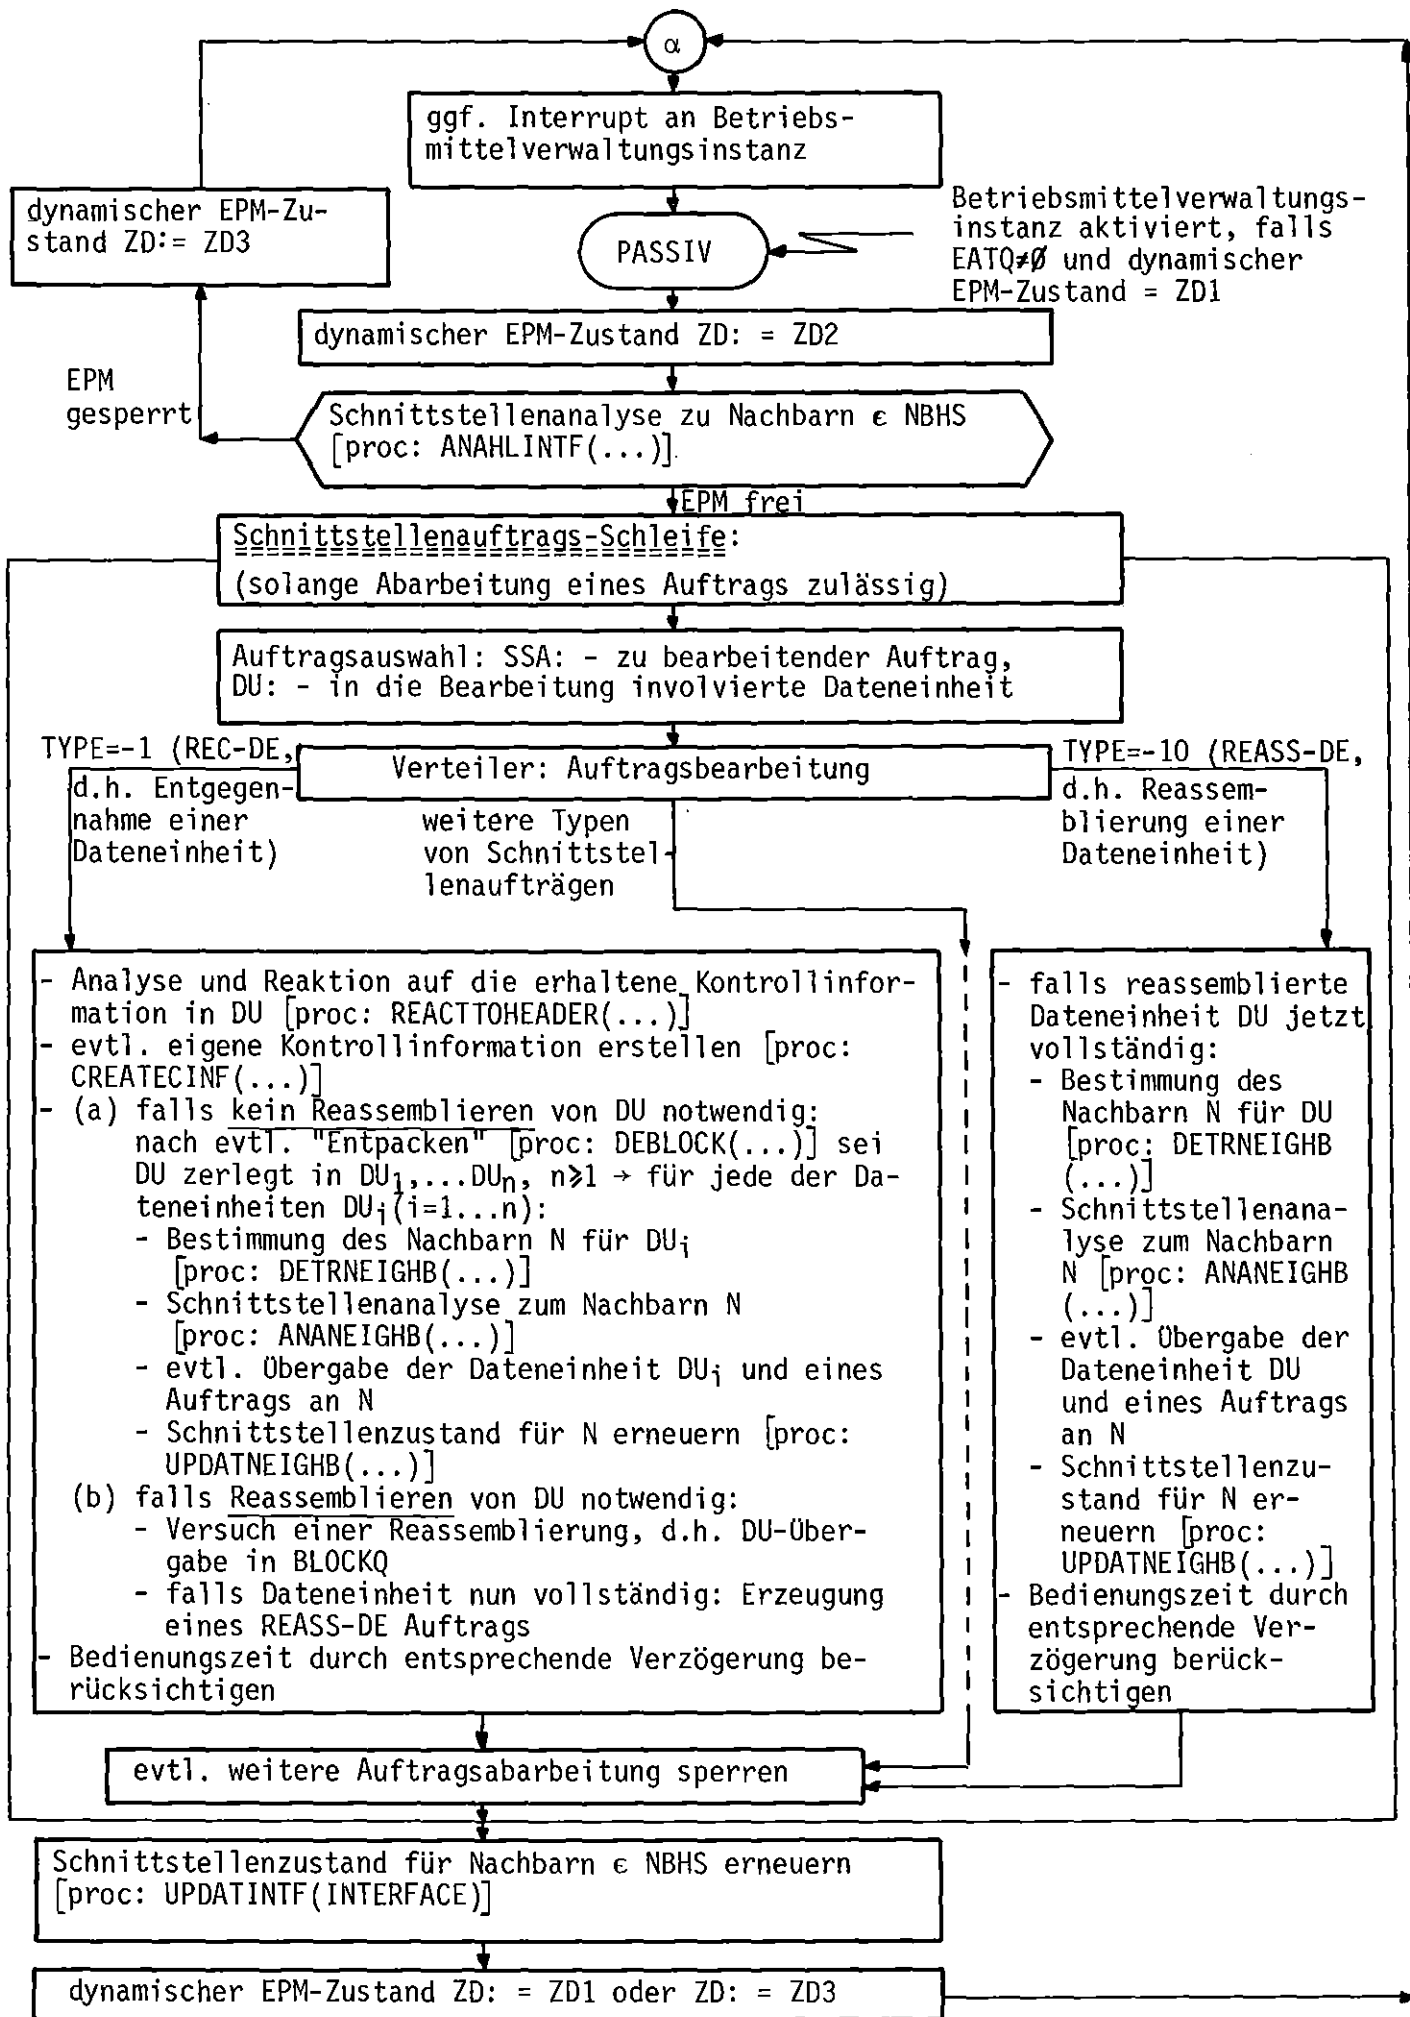 α
ggf. Interrupt an Betriebs-
mittelverwaltungsinstanz
dynamischer EPM-Zu-
stand ZD:= ZD3
PASSIV
Betriebsmittelverwaltungs-
instanz aktiviert, falls
EATQ≠Ø und dynamischer
EPM-Zustand = ZD1
dynamischer EPM-Zustand ZD: = ZD2
EPM
gesperrt
Schnittstellenanalyse zu Nachbarn ϵ NBHS
[proc: ANAHLINTF(...)]
EPM frei
Schnittstellenauftrags-Schleife:
(solange Abarbeitung eines Auftrags zulässig)
Auftragsauswahl: SSA: - zu bearbeitender Auftrag,
DU: - in die Bearbeitung involvierte Dateneinheit
Verteiler: Auftragsbearbeitung
TYPE=-1 (REC-DE,
d.h. Entgegen-
nahme einer
Dateneinheit)
weitere Typen
von Schnittstel-
lenaufträgen
TYPE=-10 (REASS-DE,
d.h. Reassem-
blierung einer
Dateneinheit)
- Analyse und Reaktion auf die erhaltene Kontrollinfor-
mation in DU [proc: REACTTOHEADER(...)]
- evtl. eigene Kontrollinformation erstellen [proc:
CREATECINF(...)]
- (a) falls kein Reassemblieren von DU notwendig:
nach evtl. "Entpacken" [proc: DEBLOCK(...)] sei
DU zerlegt in DU₁,...DUₙ, n⩾1 → für jede der Da-
teneinheiten DUᵢ(i=1...n):
- Bestimmung des Nachbarn N für DUᵢ
[proc: DETRNEIGHB(...)]
- Schnittstellenanalyse zum Nachbarn N
[proc: ANANEIGHB(...)]
- evtl. Übergabe der Dateneinheit DUᵢ und eines
Auftrags an N
- Schnittstellenzustand für N erneuern [proc:
UPDATNEIGHB(...)]
(b) falls Reassemblieren von DU notwendig:
- Versuch einer Reassemblierung, d.h. DU-Über-
gabe in BLOCKQ
- falls Dateneinheit nun vollständig: Erzeugung
eines REASS-DE Auftrags
- Bedienungszeit durch entsprechende Verzögerung be-
rücksichtigen
- falls reassemblierte
Dateneinheit DU jetzt
vollständig:
- Bestimmung des
Nachbarn N für DU
[proc: DETRNEIGHB
(...)]
- Schnittstellenana-
lyse zum Nachbarn
N [proc: ANANEIGHB
(...)]
- evtl. Übergabe der
Dateneinheit DU
und eines Auftrags
an N
- Schnittstellenzu-
stand für N er-
neuern [proc:
UPDATNEIGHB(...)]
- Bedienungszeit durch
entsprechende Ver-
zögerung berück-
sichtigen
evtl. weitere Auftragsabarbeitung sperren
Schnittstellenzustand für Nachbarn ϵ NBHS erneuern
[proc: UPDATINTF(INTERFACE)]
dynamischer EPM-Zustand ZD: = ZD1 oder ZD: = ZD3